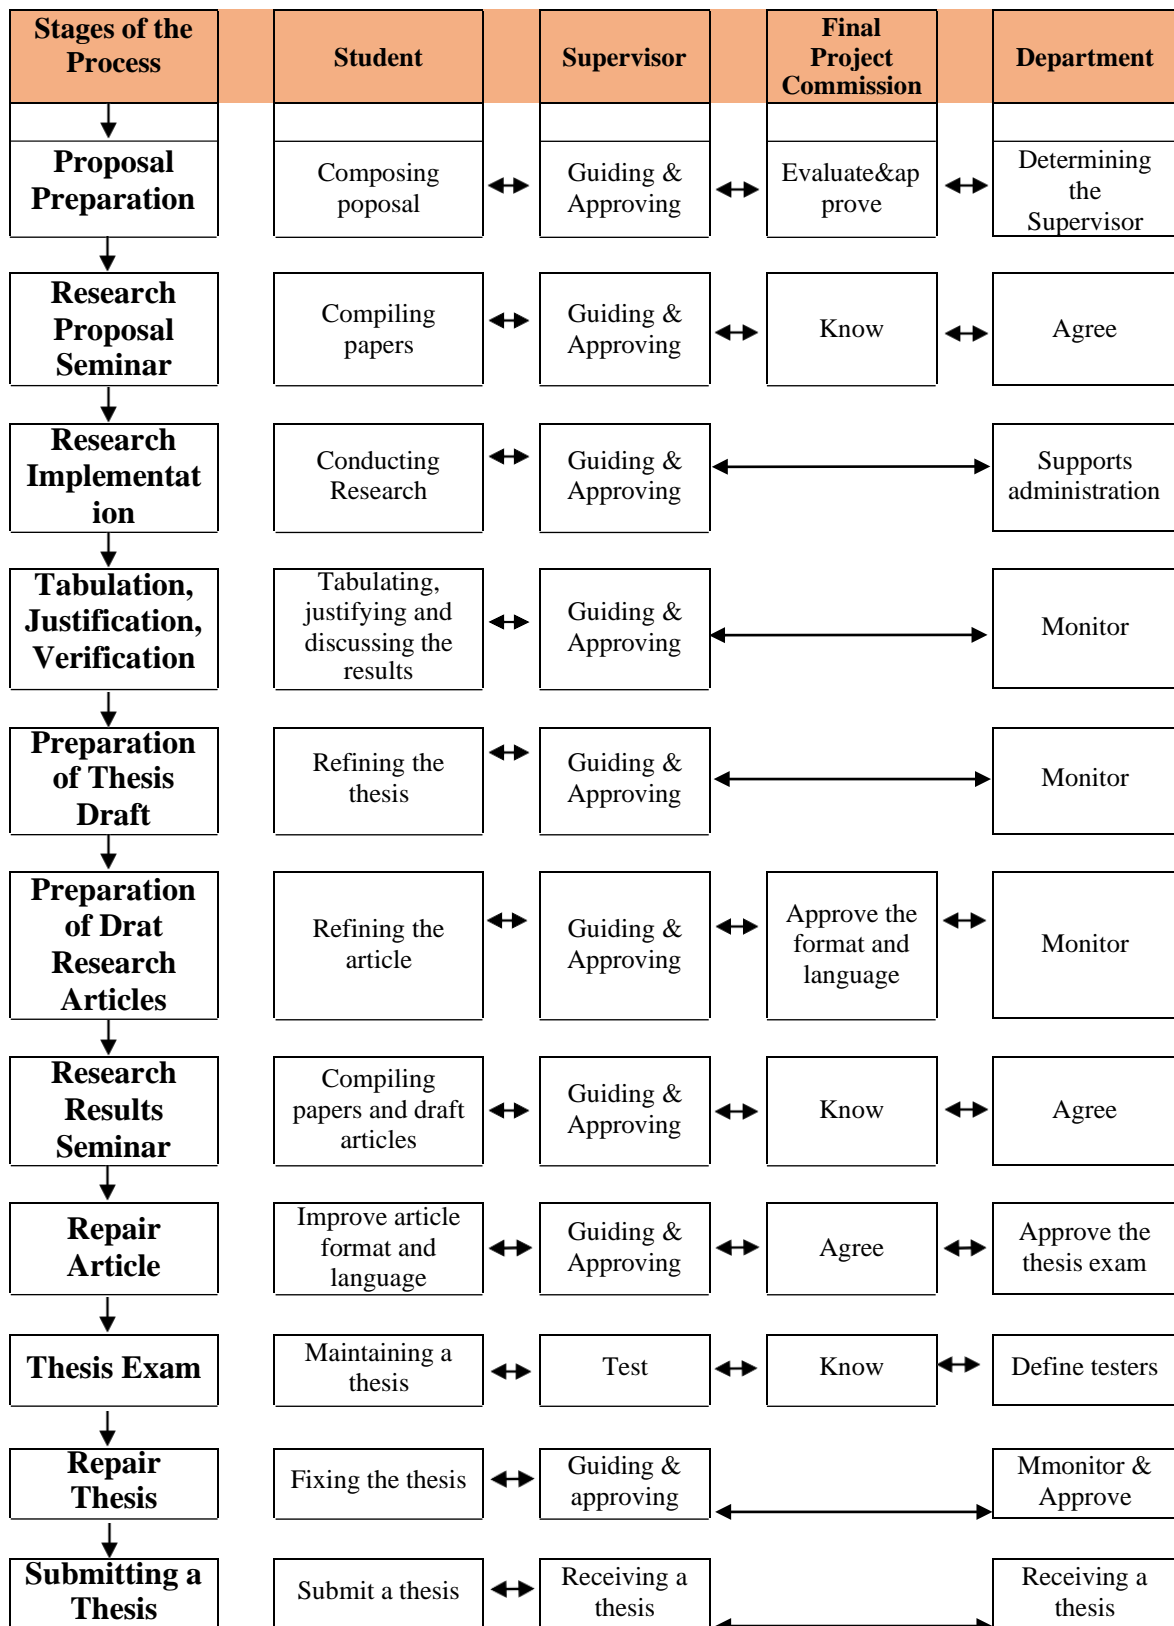 Stages of the
Process
Student
Supervisor
Final
Project
Commission
Department
Proposal
Preparation
Composing
poposal
Guiding &
Approving
Evaluate&ap
prove
Determining
the
Supervisor
Research
Proposal
Seminar
Compiling
papers
Guiding &
Approving
Know
Agree
Research
Implementat
ion
Conducting
Research
Guiding &
Approving
Supports
administration
Tabulation,
Justification,
Verification
Tabulating,
justifying and
discussing the
results
Guiding &
Approving
Monitor
Preparation
of Thesis
Draft
Refining the
thesis
Guiding &
Approving
Monitor
Preparation
of Drat
Research
Articles
Refining the
article
Guiding &
Approving
Approve the
format and
language
Monitor
Research
Results
Seminar
Compiling
papers and draft
articles
Guiding &
Approving
Know
Agree
Repair
Article
Improve article
format and
language
Guiding &
Approving
Agree
Approve the
thesis exam
Thesis Exam
Maintaining a
thesis
Test
Know
Define testers
Repair
Thesis
Fixing the thesis
Guiding &
approving
Mmonitor &
Approve
Submitting a
Thesis
Submit a thesis
Receiving a
thesis
Receiving a
thesis